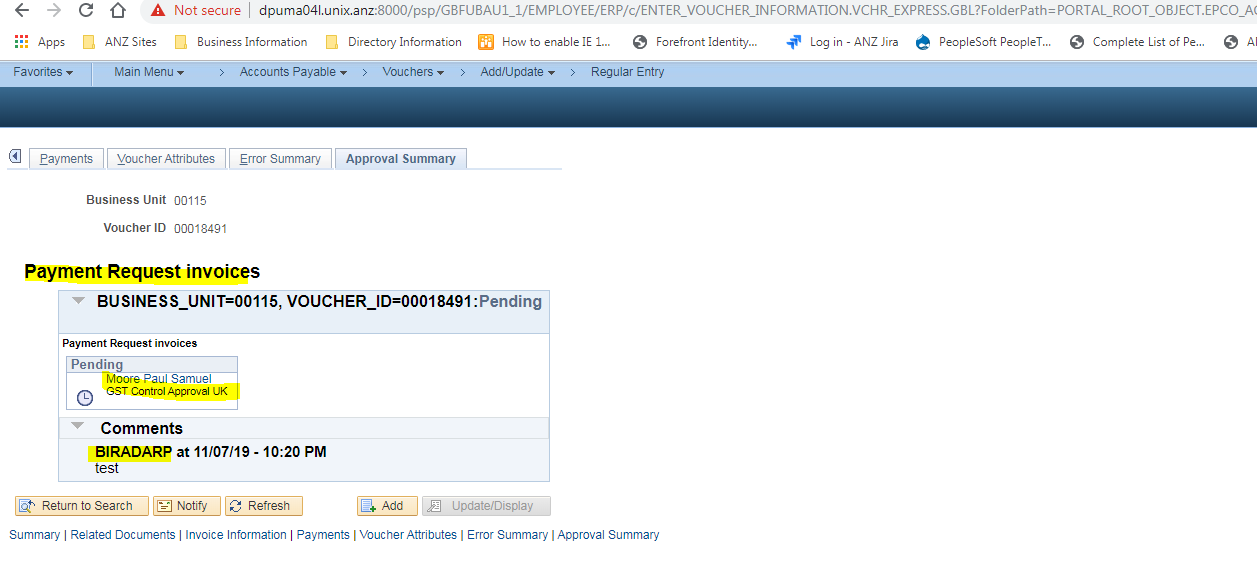 Not secure | dpuma04l.unix.anz:8000/psp/GBFUBAU1_1/EMPLOYEE/ERP/c/ENTER_VOUCHER_INFORMATION.VCHR_EXPRESS.GBL?FolderPath=PORTAL_ROOT_OBJECT.EPCO_AC
Apps ANZ Sites Business Information Directory Information How to enable IE 1... Forefront Identity... Log in - ANZ Jira PeopleSoft PeopleT... Complete List of Pe...
Favorites Main Menu > Accounts Payable > Vouchers > Add/Update > Regular Entry
Payments Voucher Attributes Error Summary Approval Summary
Business Unit 00115
Voucher ID 00018491
Payment Request invoices
BUSINESS_UNIT=00115, VOUCHER_ID=00018491:Pending
Payment Request invoices
Pending
Moore Paul Samuel
GST Control Approval UK
Comments
BIRADARP at 11/07/19 - 10:20 PM
test
Return to Search Notify Refresh Add Update/Display
Summary | Related Documents | Invoice Information | Payments | Voucher Attributes | Error Summary | Approval Summary